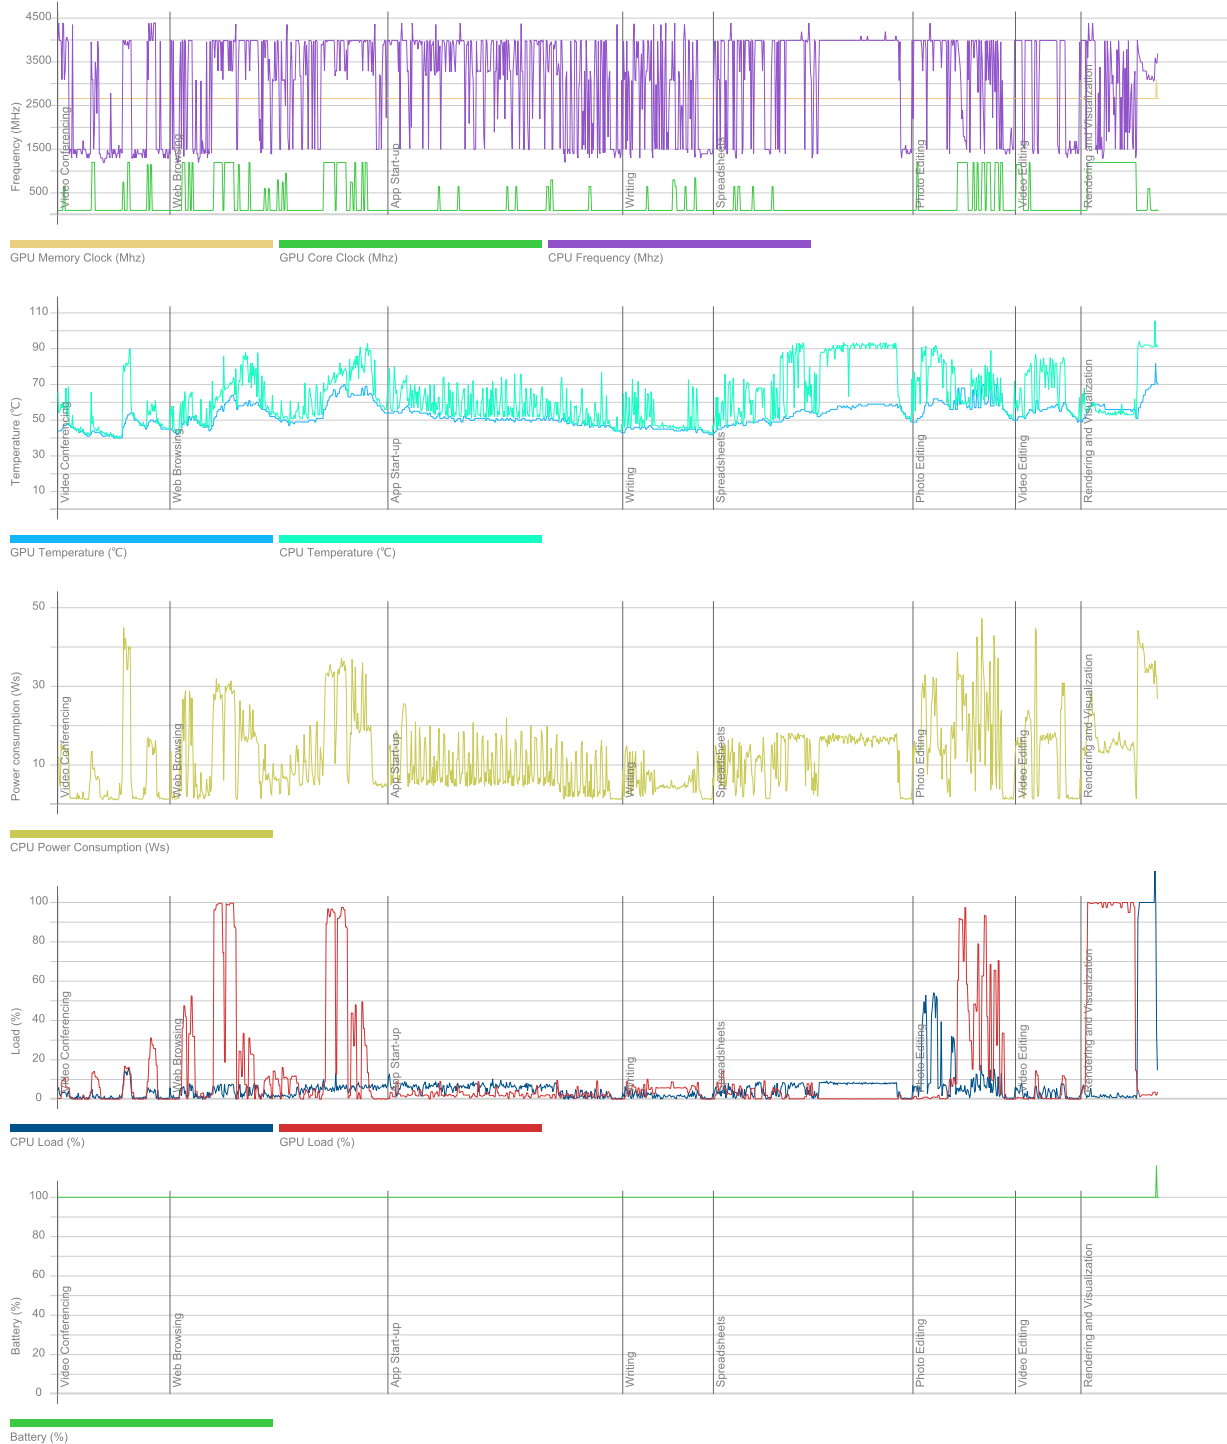 4500
3500
2500
1500
500
Frequency (MHz)
Video Conferencing
Web Browsing
App Start-up
Writing
Spreadsheets
Photo Editing
Video Editing
Rendering and Visualization
GPU Memory Clock (Mhz)
GPU Core Clock (Mhz)
CPU Frequency (Mhz)
110
90
70
50
30
10
Temperature (℃)
Video Conferencing
Web Browsing
App Start-up
Writing
Spreadsheets
Photo Editing
Video Editing
Rendering and Visualization
GPU Temperature (℃)
CPU Temperature (℃)
50
30
10
Power consumption (Ws)
Video Conferencing
Web Browsing
App Start-up
Writing
Spreadsheets
Photo Editing
Video Editing
Rendering and Visualization
CPU Power Consumption (Ws)
100
80
60
40
20
0
Load (%)
Video Conferencing
Web Browsing
App Start-up
Writing
Spreadsheets
Photo Editing
Video Editing
Rendering and Visualization
CPU Load (%)
GPU Load (%)
100
80
60
40
20
0
Battery (%)
Video Conferencing
Web Browsing
App Start-up
Writing
Spreadsheets
Photo Editing
Video Editing
Rendering and Visualization
Battery (%)